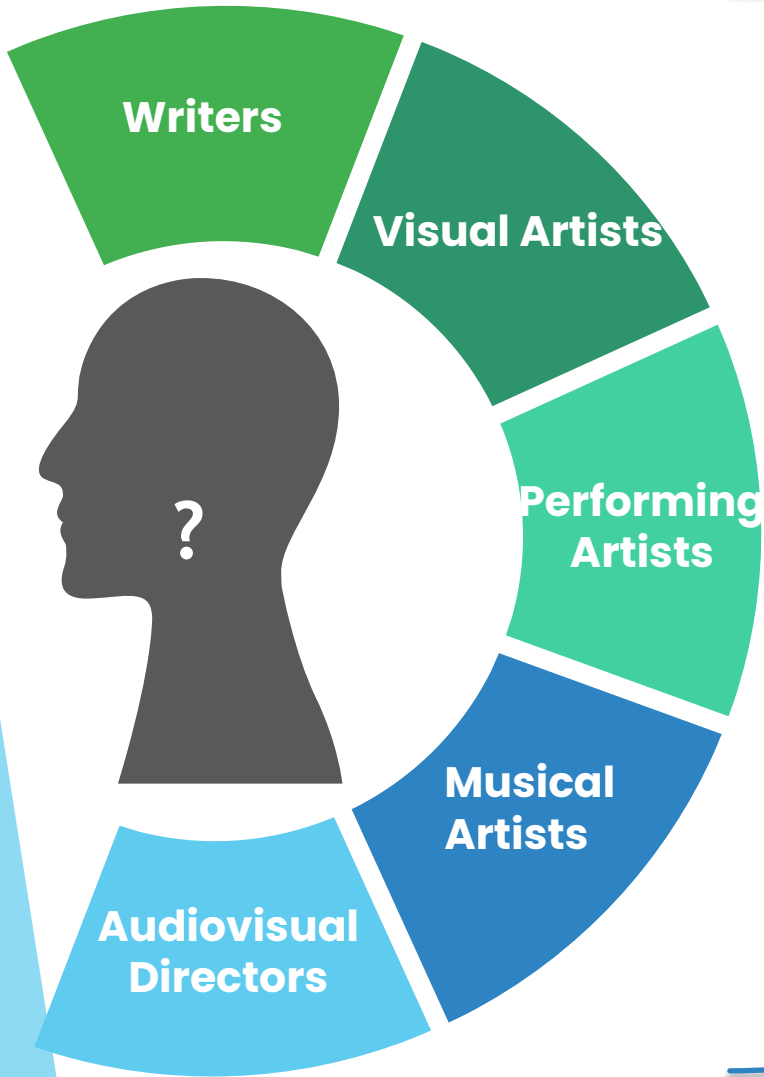 Writers
Visual Artists
Performing
Artists
?
Musical
Artists
Audiovisual
Directors